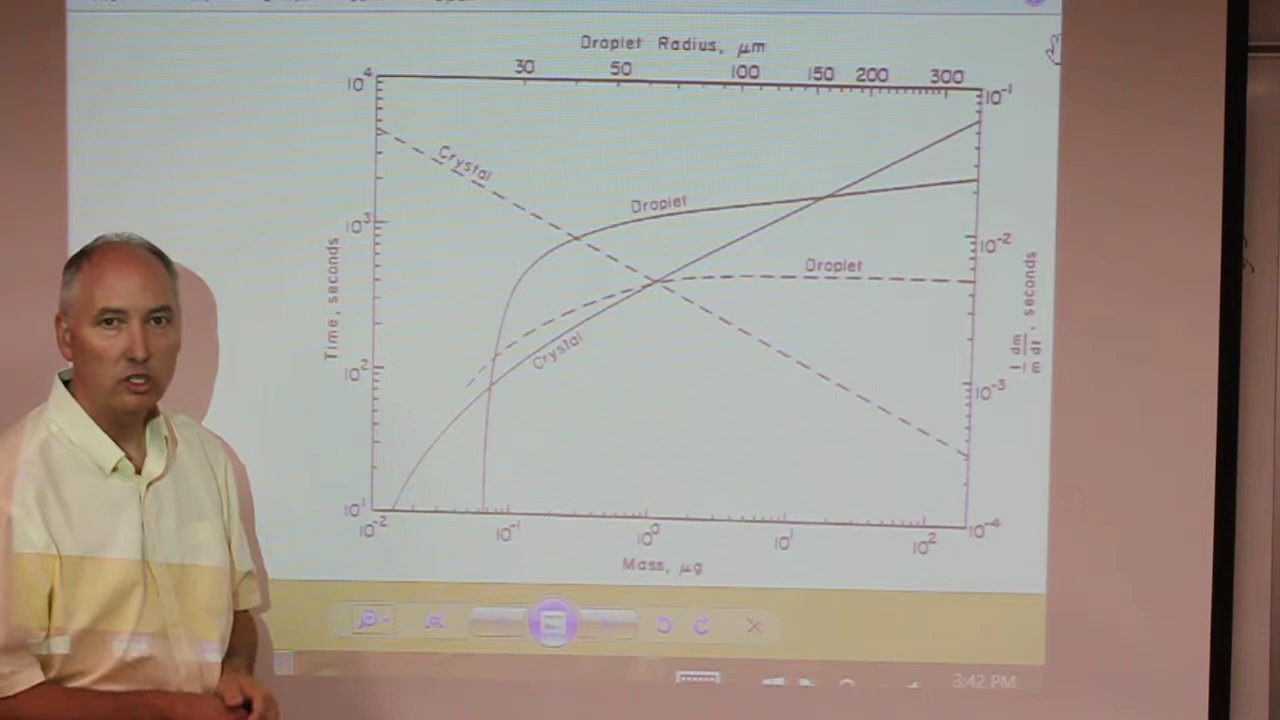 Droplet Radius, μm
30 50 100 150 200 300
10⁴
10⁻¹
Crystal
Droplet
10³
10⁻²
Droplet
Time, seconds
1/m dm/dt, seconds
Crystal
10²
10⁻³
10¹
10⁻⁴
10⁻² 10⁻¹ 10⁰ 10¹ 10²
Mass, μg
3:42 PM